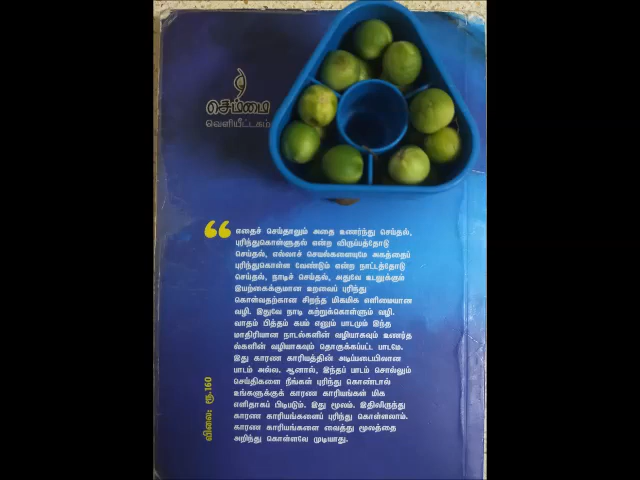 செம்மை
வெளியீட்டகம்
“எதைச் செய்தாலும் அதை உணர்ந்து செய்தல்,
புரிந்துகொள்ளுதல் என்ற விருப்பத்தோடு
செய்தல், எல்லாச் செயல்களையுமே அகத்தைப்
புரிந்துகொள்ள வேண்டும் என்ற நாட்டத்தோடு
செய்தல், நாடிச் செய்தல், அதுவே உடலுக்கும்
இயற்கைக்குமான உறவைப் புரிந்து
கொள்வதற்கான சிறந்த மிகமிக எளிமையான
வழி. இதுவே நாடி கற்றுக்கொள்ளும் வழி.
வாதம் பித்தம் கபம் எனும் பாடமும் இந்த
மாதிரியான நாடல்களின் வழியாகவும் உணர்த
ல்களின் வழியாகவும் தொகுக்கப்பட்ட பாடமே.
இது காரண காரியத்தின் அடிப்படையிலான
பாடம் அல்ல. ஆனால், இந்தப் பாடம் சொல்லும்
செய்திகளை நீங்கள் புரிந்து கொண்டால்
உங்களுக்குக் காரண காரியங்கள் மிக
எளிதாகப் பிடிபடும். இது மூலம். இதிலிருந்து
காரண காரியங்களைப் புரிந்து கொள்ளலாம்.
காரண காரியங்களை வைத்து மூலத்தை
அறிந்து கொள்ளவே முடியாது.
விலை: ரூ.160